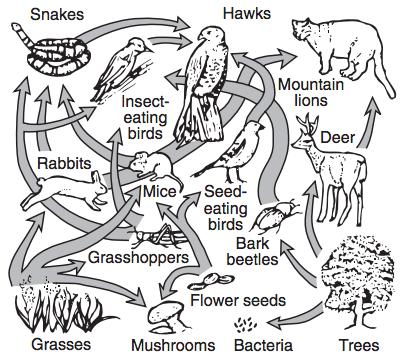 Snakes
Hawks
Insect-
eating
birds
Mountain
lions
Deer
Rabbits
Mice
Seed-
eating
birds
Bark
beetles
Grasshoppers
Flower seeds
Grasses
Mushrooms
Bacteria
Trees